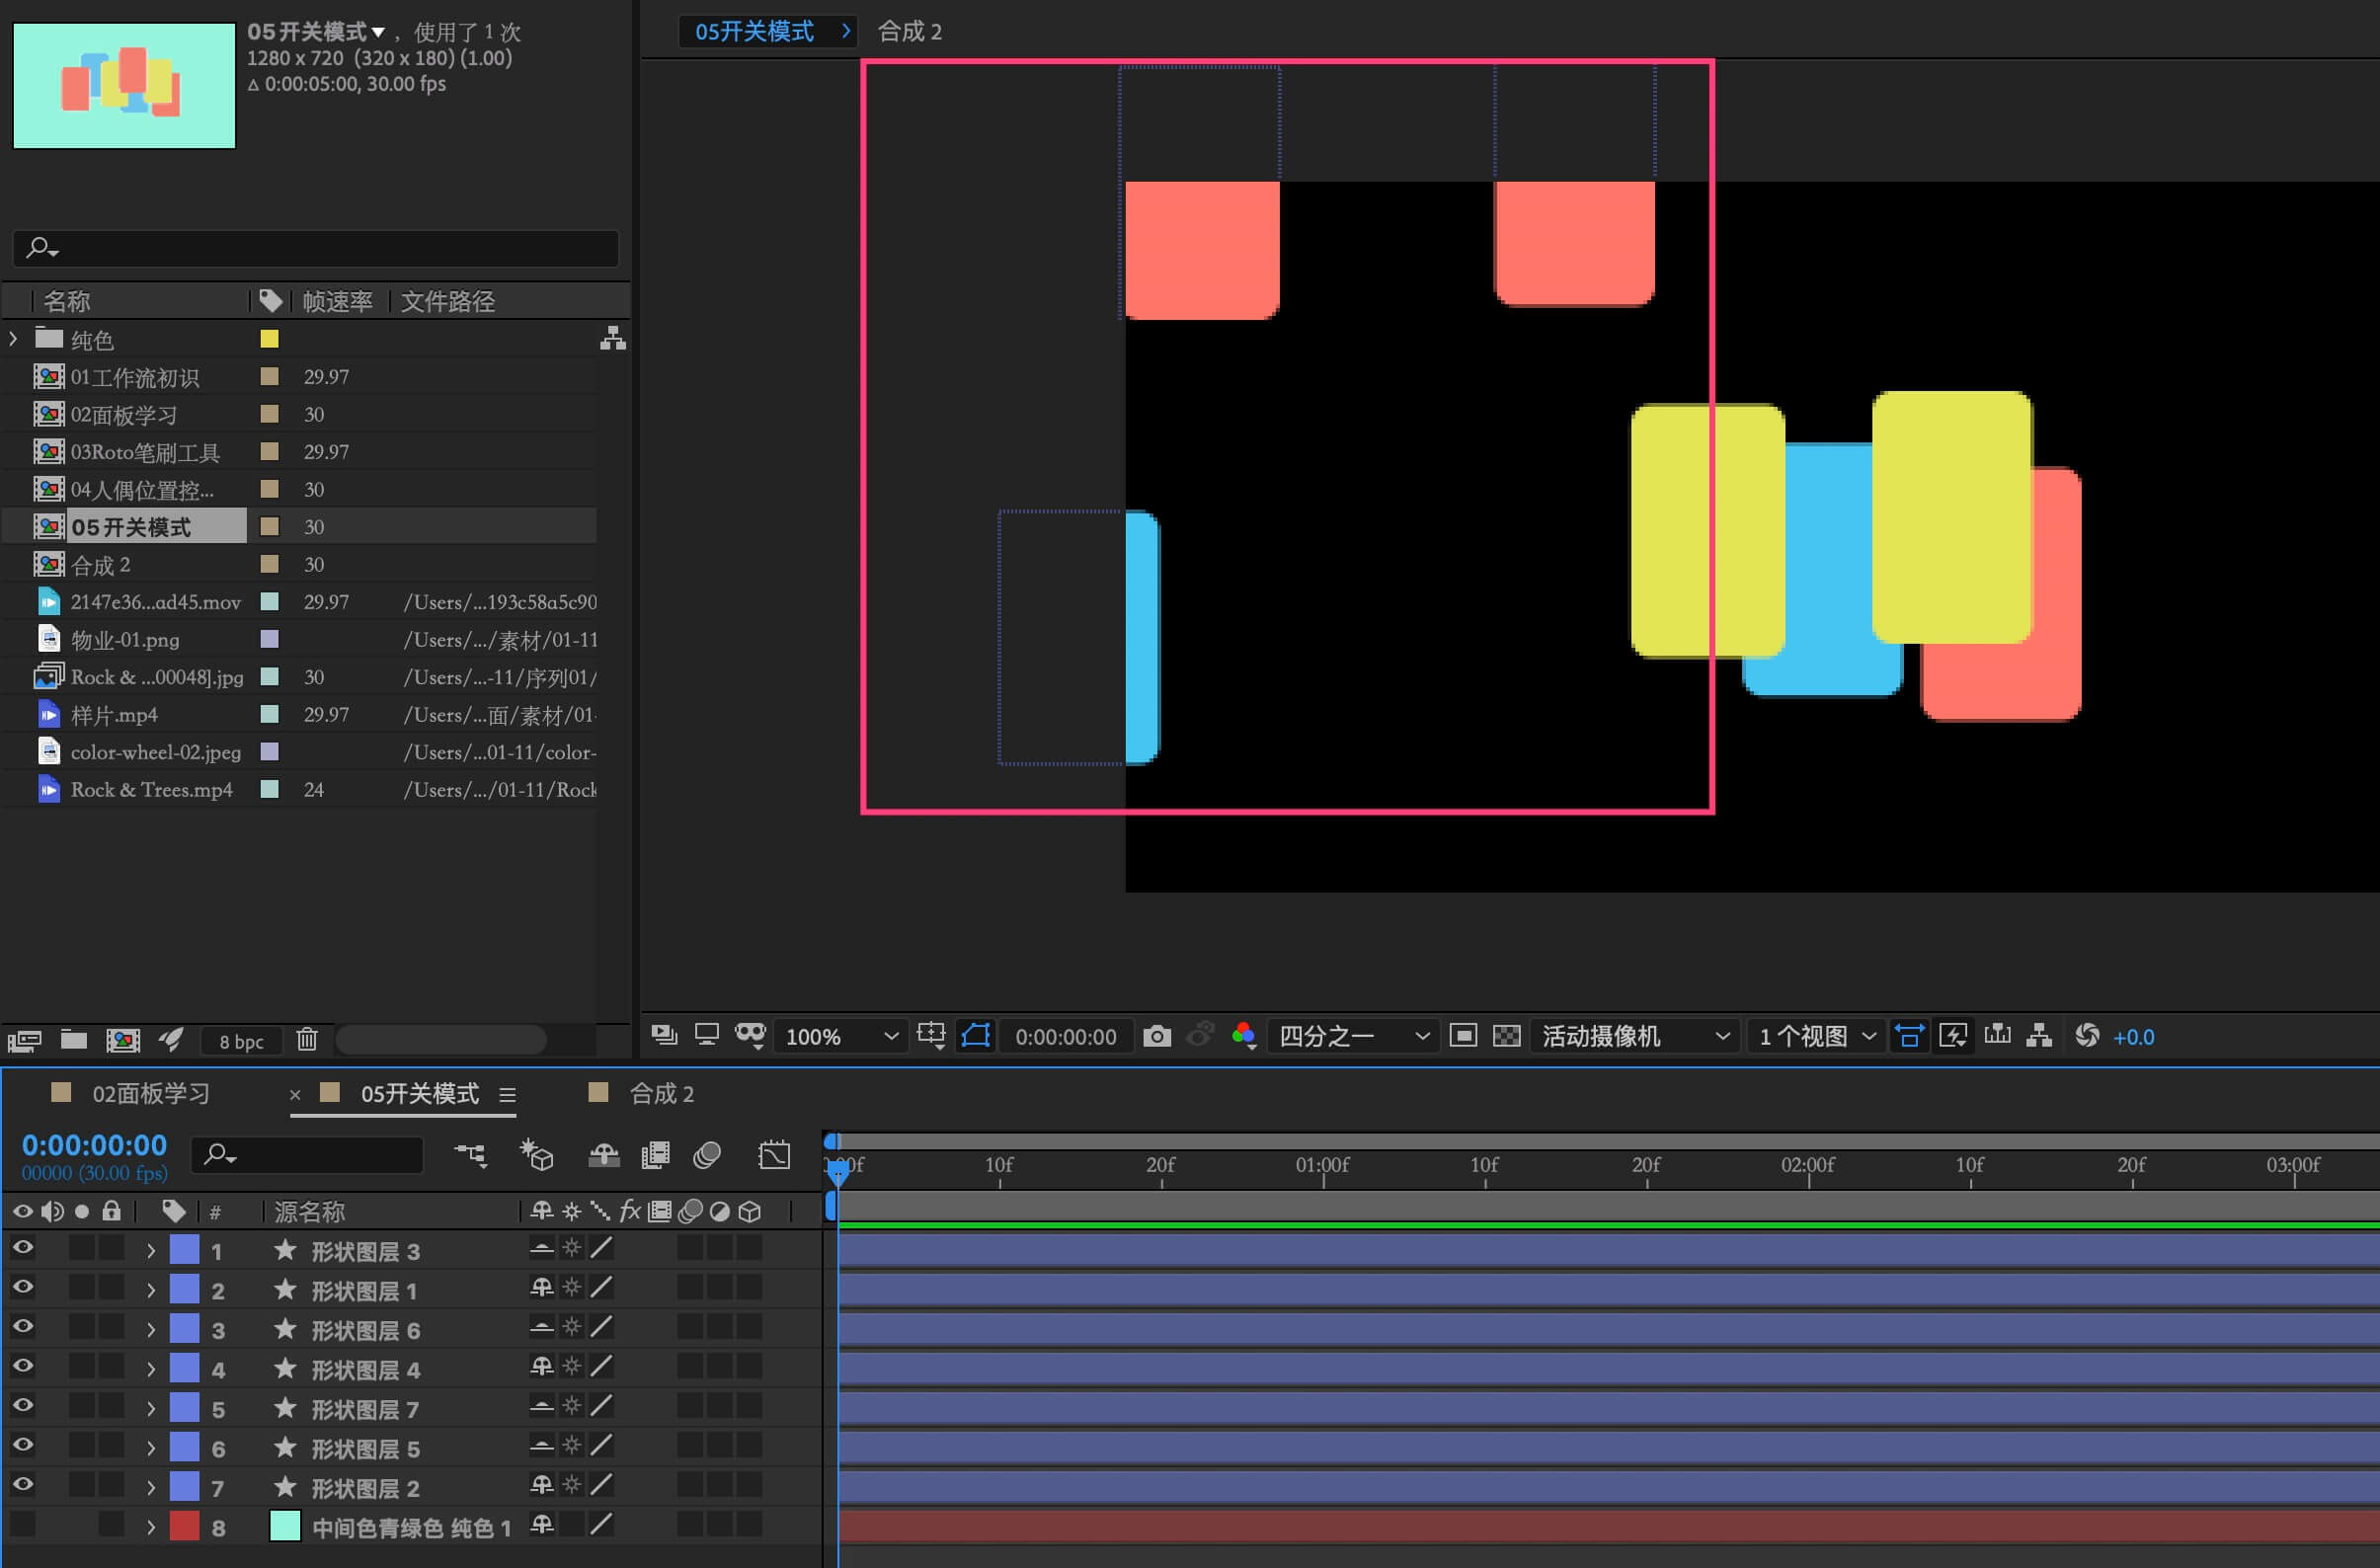 05开关模式▼，使用了 1 次
1280 x 720 (320 x 180) (1.00)
Δ 0:00:05:00, 30.00 fps
名称 帧速率 文件路径
纯色
01工作流初识 29.97
02面板学习 30
03Roto笔刷工具 29.97
04人偶位置控... 30
05开关模式 30
合成 2 30
2147e36...ad45.mov 29.97 /Users/...193c58a5c90
物业-01.png /Users/.../素材/01-11
Rock & ...00048].jpg 30 /Users/...-11/序列01/
样片.mp4 29.97 /Users/...面/素材/01-
color-wheel-02.jpeg /Users/...01-11/color-
Rock & Trees.mp4 24 /Users/.../01-11/Rock
8 bpc
05开关模式 合成 2
100% 0:00:00:00 四分之一 活动摄像机 1 个视图 +0.0
02面板学习 × 05开关模式 合成 2
0:00:00:00
00000 (30.00 fps)
10f 20f 01:00f 10f 20f 02:00f 10f 20f 03:00f
# 源名称 fx
1 形状图层 3
2 形状图层 1
3 形状图层 6
4 形状图层 4
5 形状图层 7
6 形状图层 5
7 形状图层 2
8 中间色青绿色 纯色 1